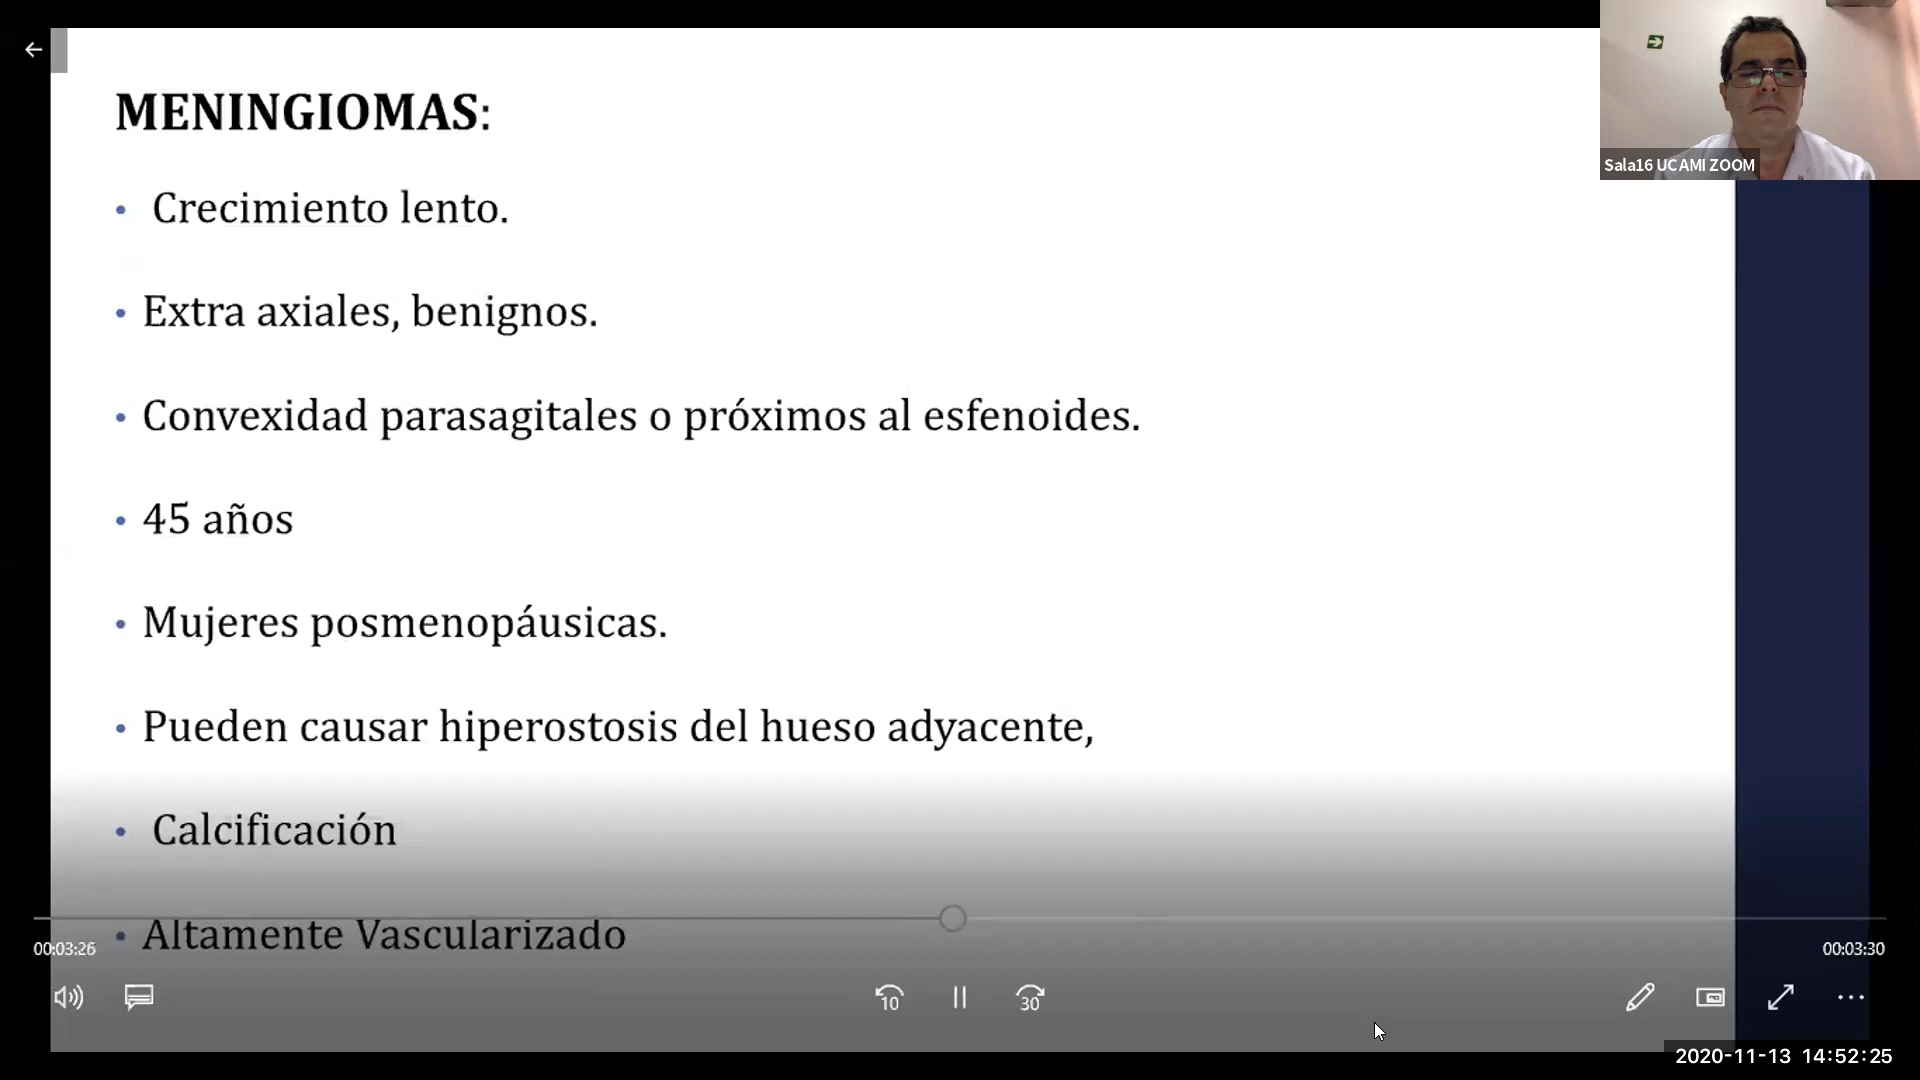 MENINGIOMAS:
• Crecimiento lento.
• Extra axiales, benignos.
• Convexidad parasagitales o próximos al esfenoides.
• 45 años
• Mujeres posmenopáusicas.
• Pueden causar hiperostosis del hueso adyacente,
• Calcificación
• Altamente Vascularizado
Sala16 UCAMI ZOOM
00:03:26
00:03:30
10
30
2020-11-13 14:52:25